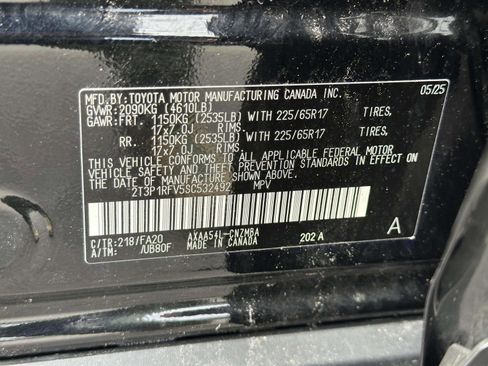 MFD.BY:TOYOTA MOTOR MANUFACTURING CANADA INC. 05/25
GVWR:2090KG (4610LB)
GAWR:FRT. 1150KG (2535LB) WITH 225/65R17 TIRES,
17x7.0J RIMS
RR. 1150KG (2535LB) WITH 225/65R17 TIRES,
17x7.0J RIMS
THIS VEHICLE CONFORMS TO ALL APPLICABLE FEDERAL MOTOR
VEHICLE SAFETY AND THEFT PREVENTION STANDARDS IN EFFECT
ON THE DATE OF MANUFACTURE SHOWN ABOVE.
2T3P1RFV5SC532492 MPV
A
C/TR:218/FA20 AXAA54L-CNZMBA 202A
A/TM: /UB80F MADE IN CANADA